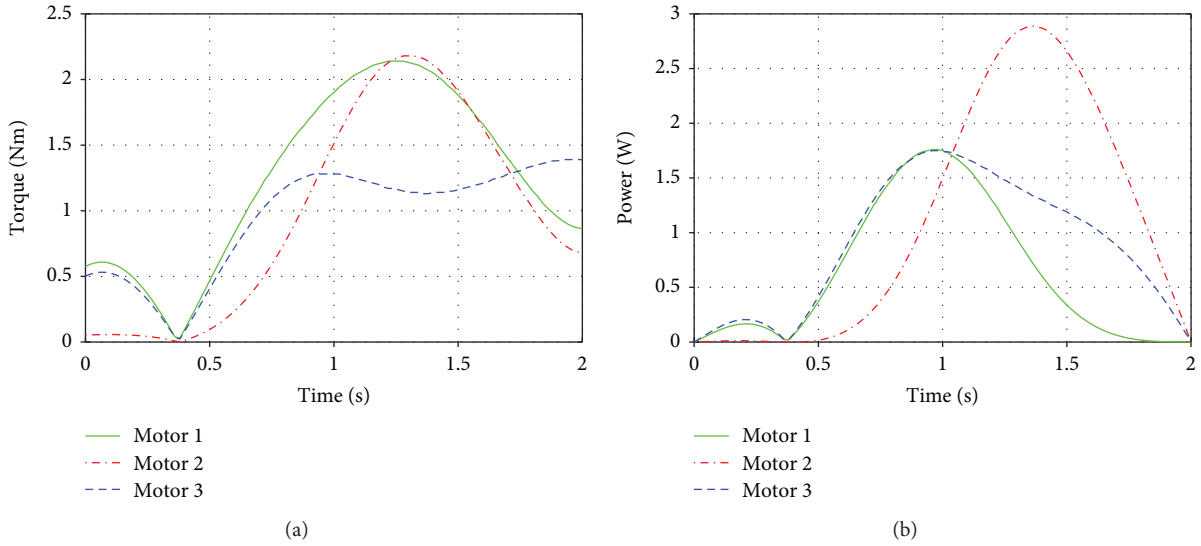 2.5
2
1.5
1
0.5
0
Torque (Nm)
0 0.5 1 1.5 2
Time (s)
Motor 1
Motor 2
Motor 3
(a)
3
2.5
2
1.5
1
0.5
0
Power (W)
0 0.5 1 1.5 2
Time (s)
Motor 1
Motor 2
Motor 3
(b)